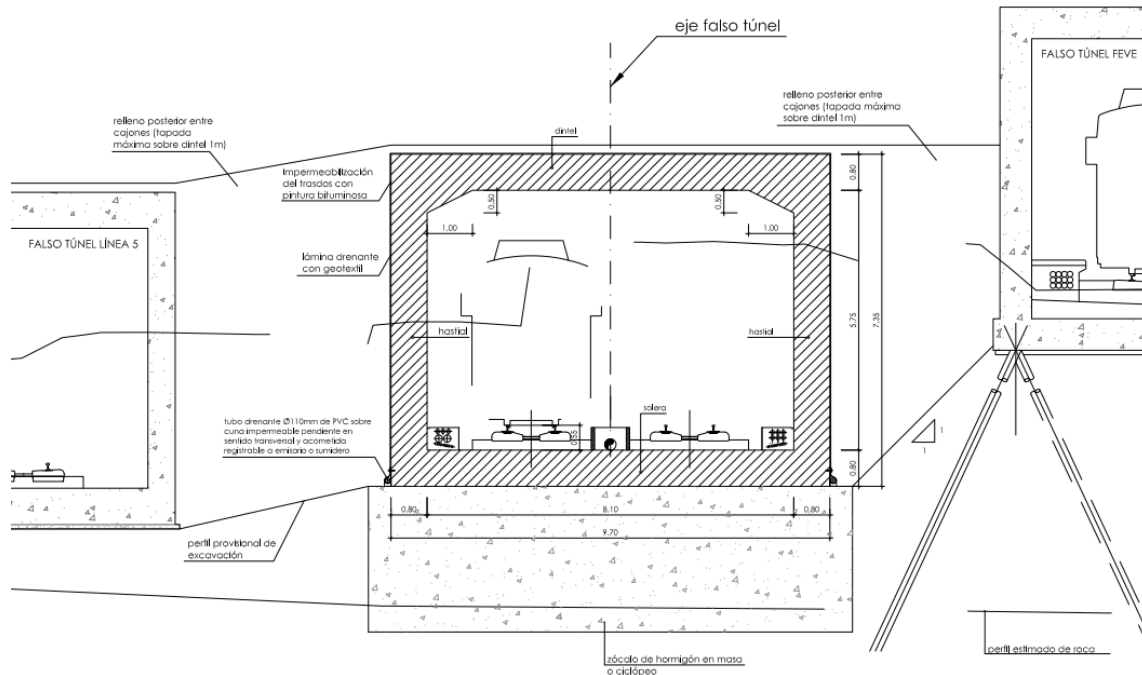 eje falso túnel
FALSO TÚNEL FEVE
relleno posterior entre
cajones (tapada
máxima sobre dintel 1m)
relleno posterior entre
cajones (tapada máxima
sobre dintel 1m)
dintel
Impermeabilización
del trasdos con
pintura bituminosa
0,80
0,50
0,50
1,00
1,00
FALSO TÚNEL LÍNEA 5
lámina drenante
con geotextil
hastial
hastial
5,75
7,35
tubo drenante Ø110mm de PVC sobre
cuna impermeable pendiente en
sentido transversal y acometida
registrable a emisario o sumidero
solera
0,55
1
1
0,80
0,80
8,10
0,80
9,70
perfil provisional de
excavación
zócalo de hormigón en masa
o ciclópeo
perfil estimado de roca